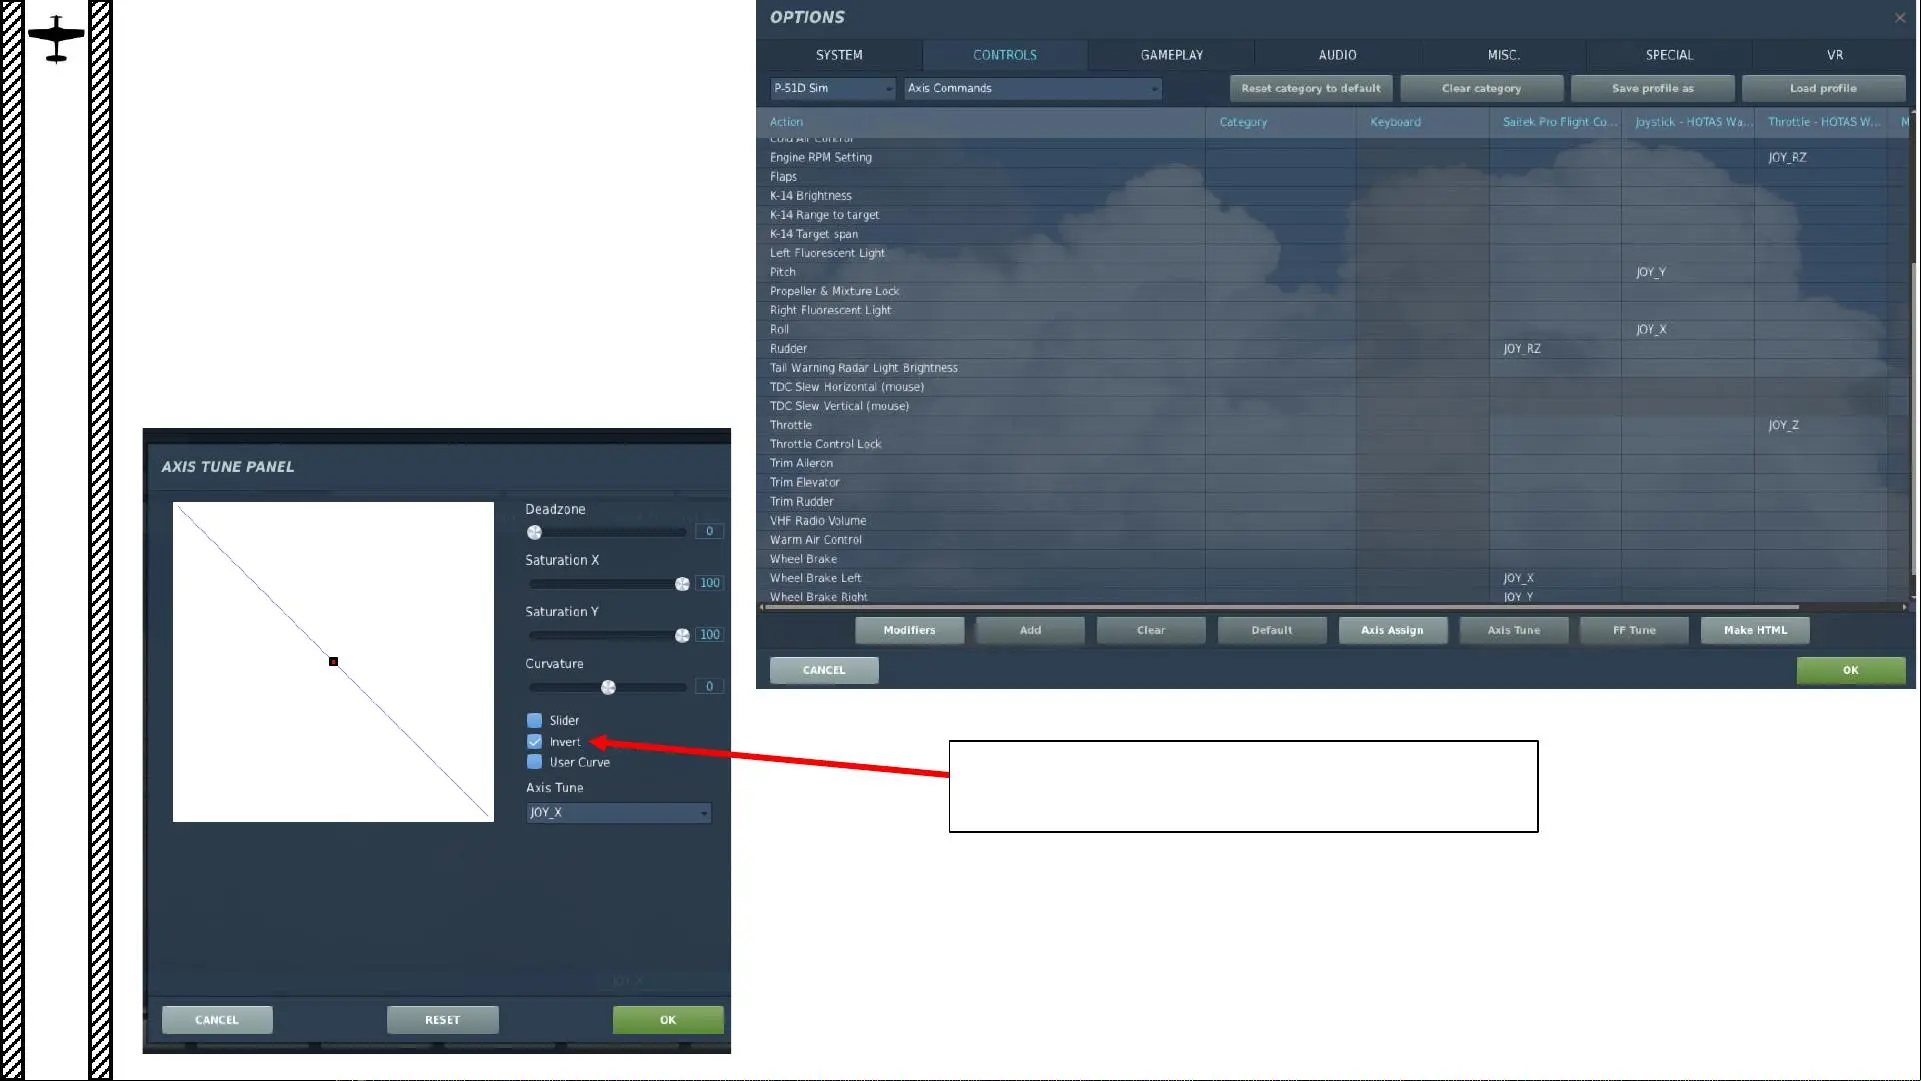 OPTIONS
SYSTEM CONTROLS GAMEPLAY AUDIO MISC. SPECIAL VR
P-51D Sim Axis Commands Reset category to default Clear category Save profile as Load profile
Action Category Keyboard Saitek Pro Flight Co... Joystick - HOTAS Wa... Throttle - HOTAS W... M
Cold Air Control
Engine RPM Setting JOY_RZ
Flaps
K-14 Brightness
K-14 Range to target
K-14 Target span
Left Fluorescent Light
Pitch JOY_Y
Propeller & Mixture Lock
Right Fluorescent Light
Roll JOY_X
Rudder JOY_RZ
Tail Warning Radar Light Brightness
TDC Slew Horizontal (mouse)
TDC Slew Vertical (mouse)
Throttle JOY_Z
Throttle Control Lock
Trim Aileron
Trim Elevator
Trim Rudder
VHF Radio Volume
Warm Air Control
Wheel Brake
Wheel Brake Left JOY_X
Wheel Brake Right JOY_Y
Modifiers Add Clear Default Axis Assign Axis Tune FF Tune Make HTML
CANCEL OK
AXIS TUNE PANEL
Deadzone
0
Saturation X
100
Saturation Y
100
Curvature
0
Slider
Invert
User Curve
Axis Tune
JOY_X
CANCEL RESET OK